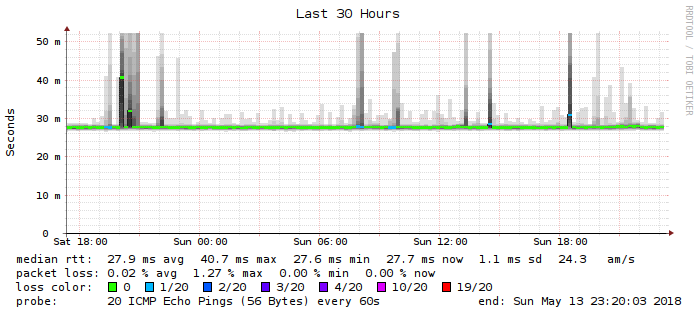 Last 30 Hours
RRDTOOL / TOBI OETIKER
Seconds
50 m
40 m
30 m
20 m
10 m
0
Sat 18:00 Sun 00:00 Sun 06:00 Sun 12:00 Sun 18:00
median rtt: 27.9 ms avg 40.7 ms max 27.6 ms min 27.7 ms now 1.1 ms sd 24.3 am/s
packet loss: 0.02 % avg 1.27 % max 0.00 % min 0.00 % now
loss color: 0 1/20 2/20 3/20 4/20 10/20 19/20
probe: 20 ICMP Echo Pings (56 Bytes) every 60s end: Sun May 13 23:20:03 2018